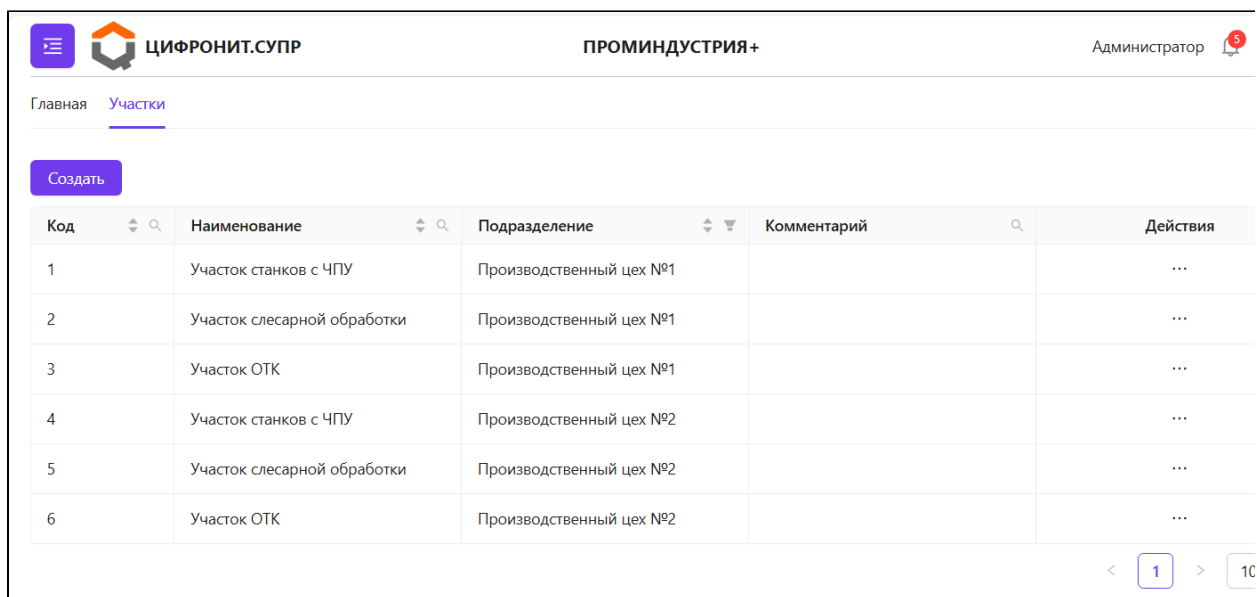 ЦИФРОНИТ.СУПР ПРОМИНДУСТРИЯ+ Администратор 5
Главная Участки
Создать
Код Наименование Подразделение Комментарий Действия
1 Участок станков с ЧПУ Производственный цех №1 ...
2 Участок слесарной обработки Производственный цех №1 ...
3 Участок ОТК Производственный цех №1 ...
4 Участок станков с ЧПУ Производственный цех №2 ...
5 Участок слесарной обработки Производственный цех №2 ...
6 Участок ОТК Производственный цех №2 ...
< 1 > 10